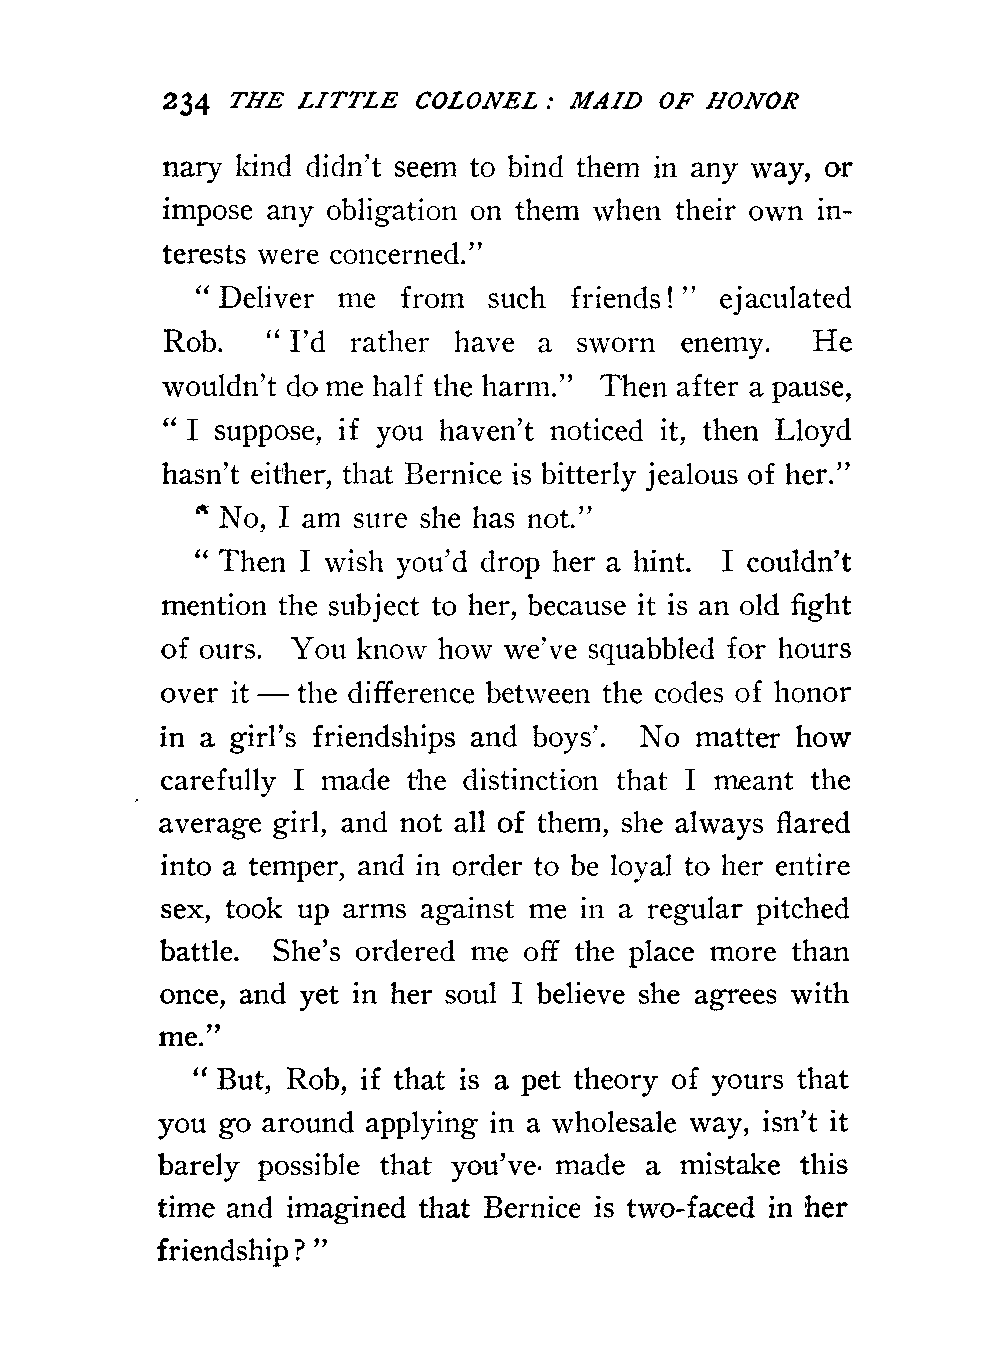 234 THE LITTLE COLONEL: MAID OF HONOR
nary kind didn't seem to bind them in any way, or
impose any obligation on them when their own in-
terests were concerned."
"Deliver me from such friends!" ejaculated
Rob. "I'd rather have a sworn enemy. He
wouldn't do me half the harm." Then after a pause,
"I suppose, if you haven't noticed it, then Lloyd
hasn't either, that Bernice is bitterly jealous of her."
"No, I am sure she has not."
"Then I wish you'd drop her a hint. I couldn't
mention the subject to her, because it is an old fight
of ours. You know how we've squabbled for hours
over it — the difference between the codes of honor
in a girl's friendships and boys'. No matter how
carefully I made the distinction that I meant the
average girl, and not all of them, she always flared
into a temper, and in order to be loyal to her entire
sex, took up arms against me in a regular pitched
battle. She's ordered me off the place more than
once, and yet in her soul I believe she agrees with
me."
"But, Rob, if that is a pet theory of yours that
you go around applying in a wholesale way, isn't it
barely possible that you've made a mistake this
time and imagined that Bernice is two-faced in her
friendship?"